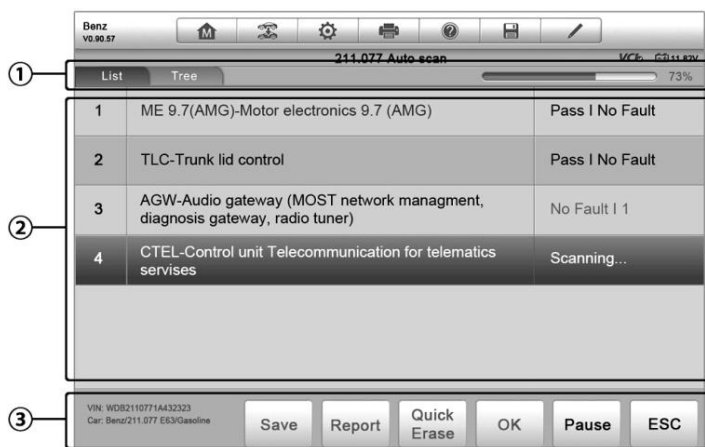 Benz
V0.90.57
M
211.077 Auto scan
VCI 11.82V
① List Tree 73%
② 1 ME 9.7(AMG)-Motor electronics 9.7 (AMG) Pass I No Fault
2 TLC-Trunk lid control Pass I No Fault
3 AGW-Audio gateway (MOST network managment,
diagnosis gateway, radio tuner) No Fault I 1
4 CTEL-Control unit Telecommunication for telematics
servises Scanning...
③ VIN: WDB2110771A432323
Car: Benz/211.077 E63/Gasoline
Save Report Quick
Erase OK Pause ESC